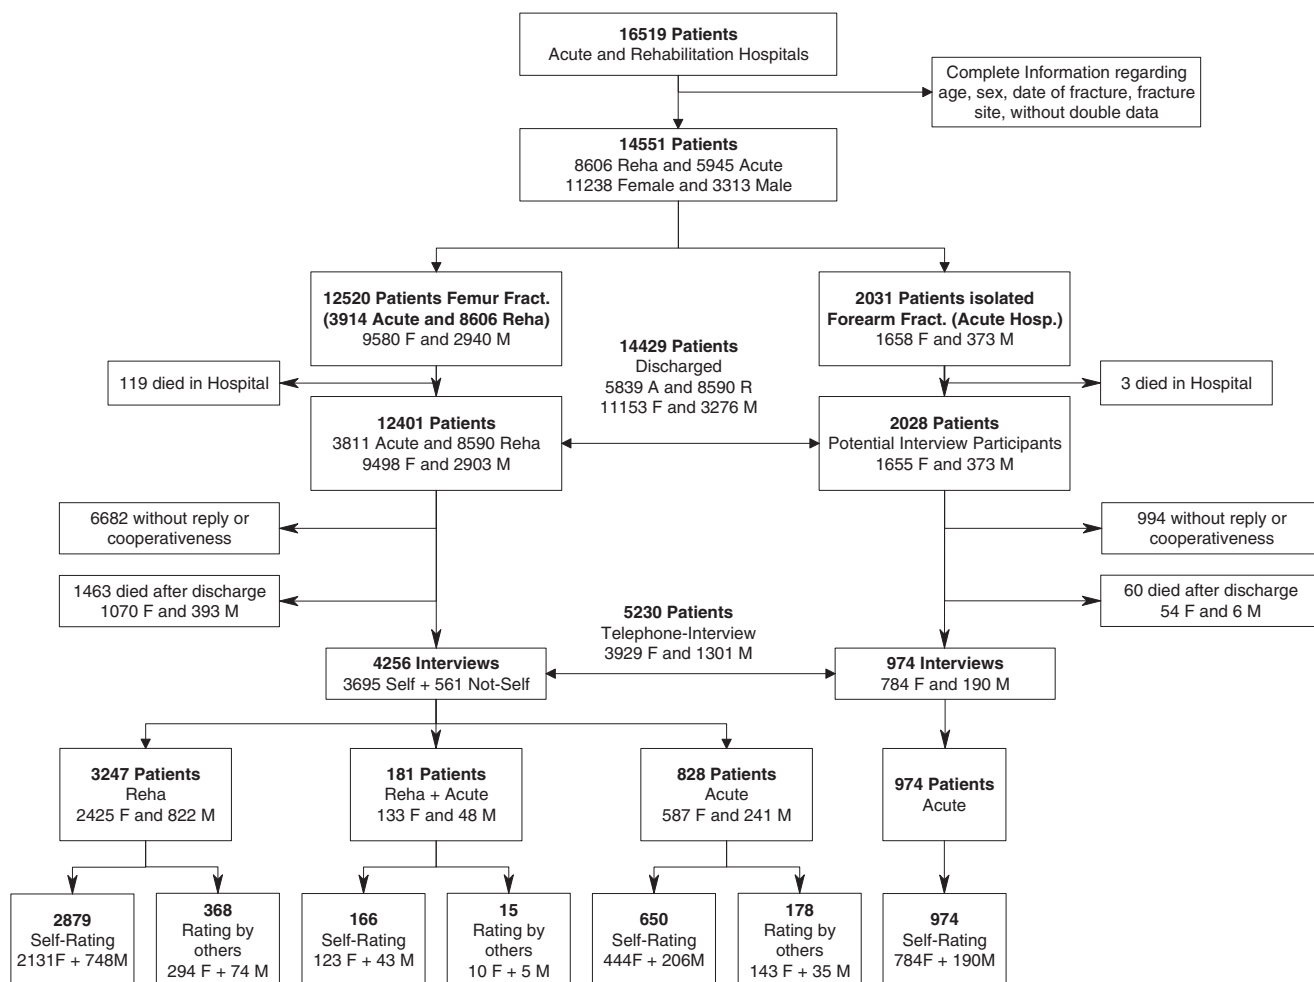 16519 Patients
Acute and Rehabilitation Hospitals
Complete Information regarding
age, sex, date of fracture, fracture
site, without double data
14551 Patients
8606 Reha and 5945 Acute
11238 Female and 3313 Male
12520 Patients Femur Fract.
(3914 Acute and 8606 Reha)
9580 F and 2940 M
2031 Patients isolated
Forearm Fract. (Acute Hosp.)
1658 F and 373 M
14429 Patients
Discharged
5839 A and 8590 R
11153 F and 3276 M
119 died in Hospital
3 died in Hospital
12401 Patients
3811 Acute and 8590 Reha
9498 F and 2903 M
2028 Patients
Potential Interview Participants
1655 F and 373 M
6682 without reply or
cooperativeness
994 without reply or
cooperativeness
1463 died after discharge
1070 F and 393 M
60 died after discharge
54 F and 6 M
5230 Patients
Telephone-Interview
3929 F and 1301 M
4256 Interviews
3695 Self + 561 Not-Self
974 Interviews
784 F and 190 M
3247 Patients
Reha
2425 F and 822 M
181 Patients
Reha + Acute
133 F and 48 M
828 Patients
Acute
587 F and 241 M
974 Patients
Acute
2879
Self-Rating
2131F + 748M
368
Rating by
others
294 F + 74 M
166
Self-Rating
123 F + 43 M
15
Rating by
others
10 F + 5 M
650
Self-Rating
444F + 206M
178
Rating by
others
143 F + 35 M
974
Self-Rating
784F + 190M